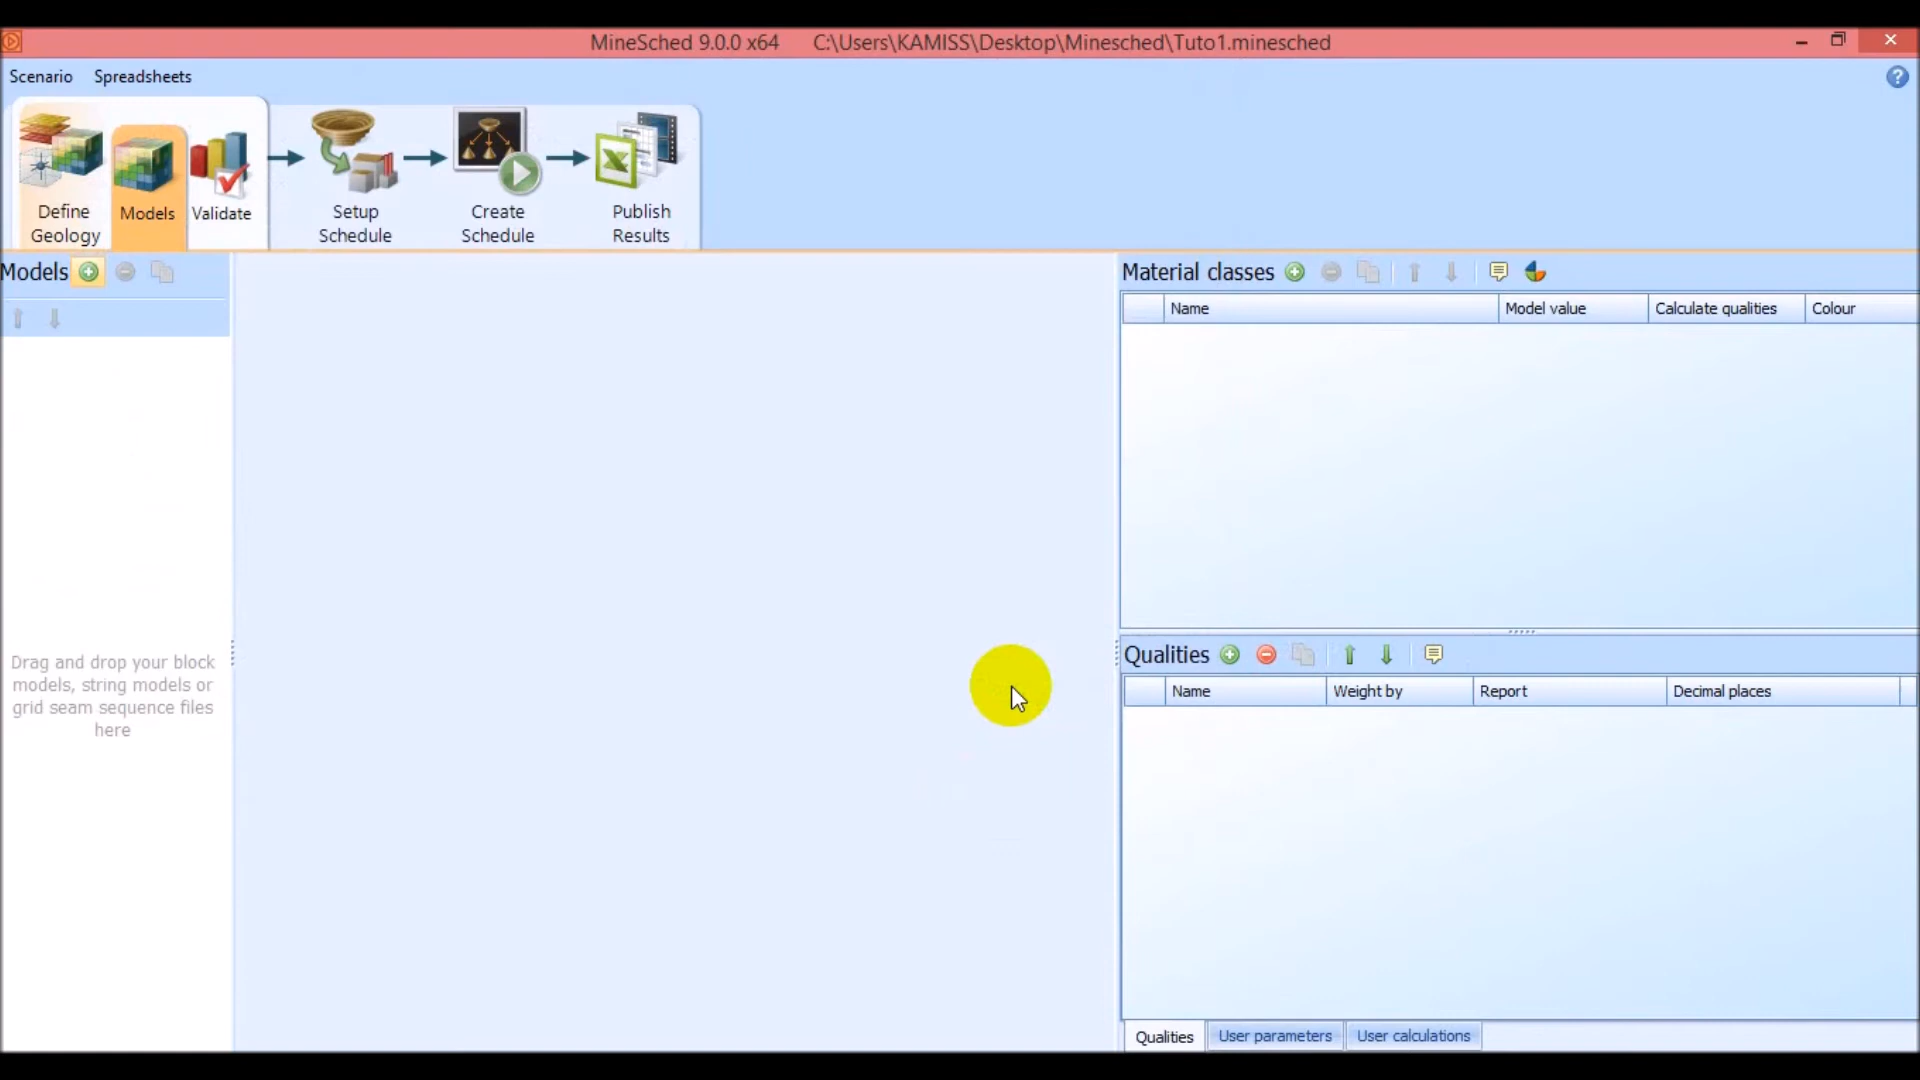 MineSched 9.0.0 x64 C:\Users\KAMISS\Desktop\Minesched\Tuto1.minesched
Scenario Spreadsheets
Define Geology
Models
Validate
Setup Schedule
Create Schedule
Publish Results
Models
Drag and drop your block
models, string models or
grid seam sequence files
here
Material classes
Name Model value Calculate qualities Colour
Qualities
Name Weight by Report Decimal places
Qualities User parameters User calculations